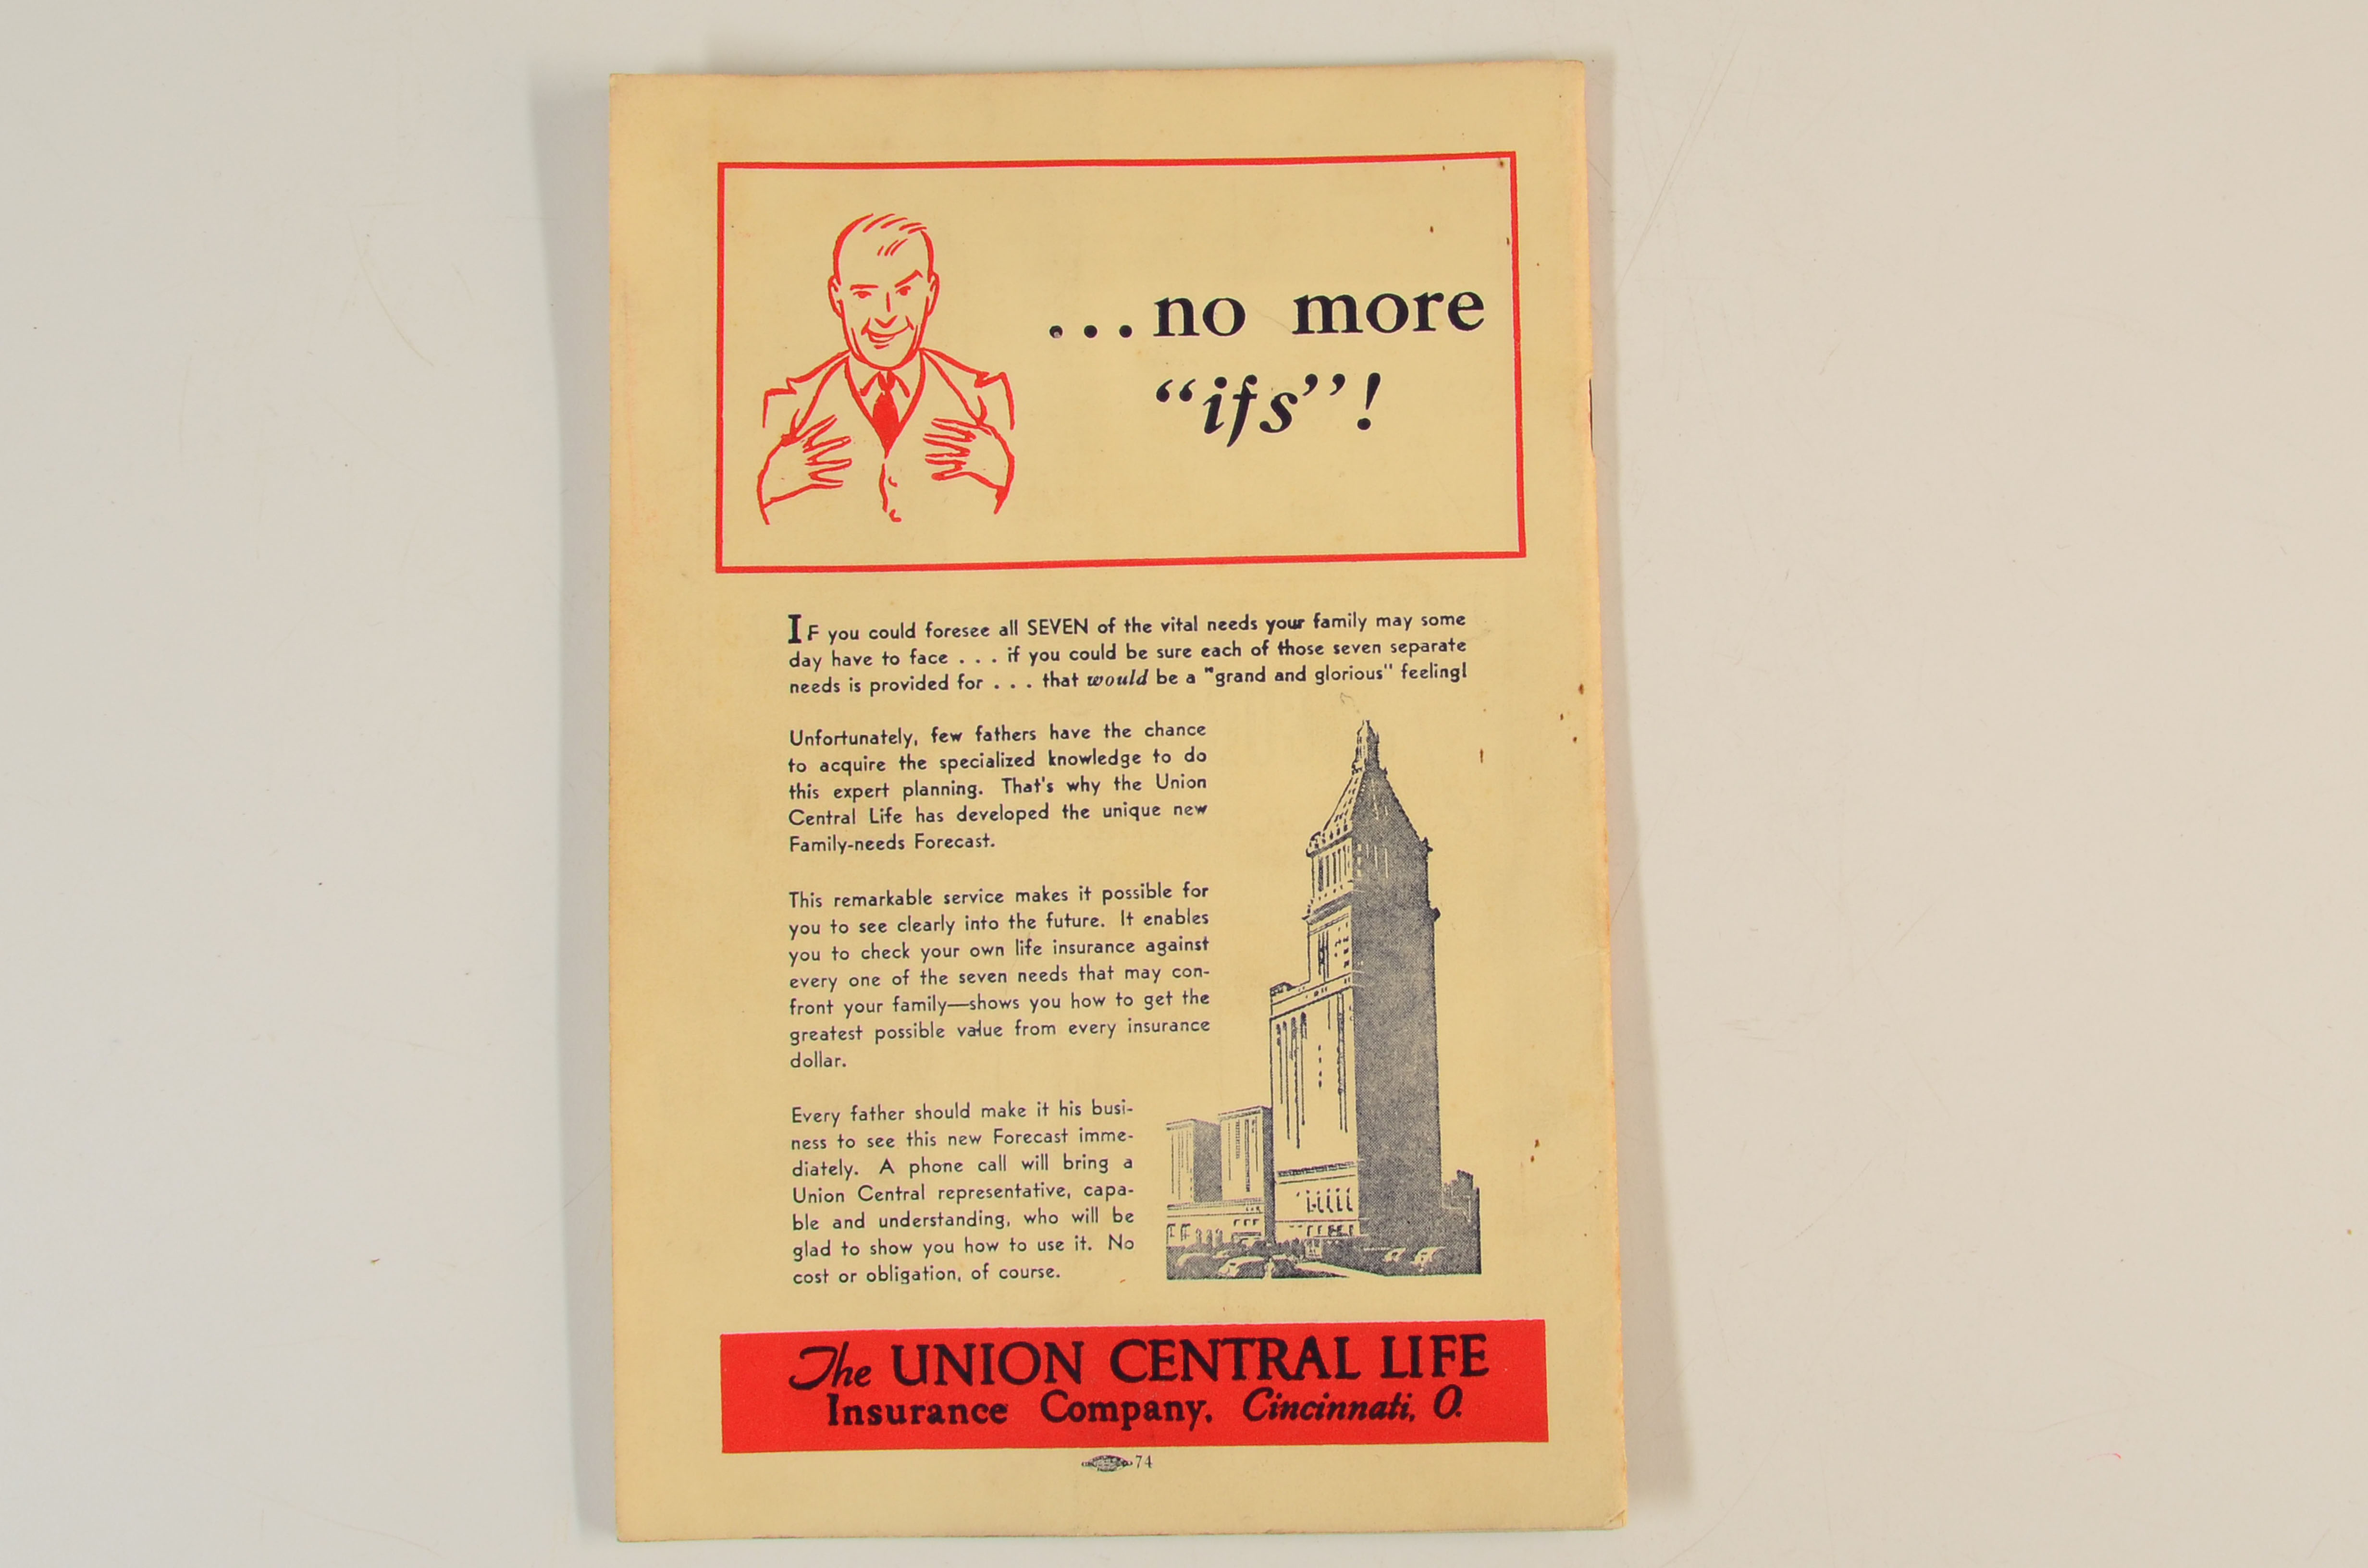 ...no more
“ifs”!
IF you could foresee all SEVEN of the vital needs your family may some
day have to face . . . if you could be sure each of those seven separate
needs is provided for . . . that would be a "grand and glorious" feeling!
Unfortunately, few fathers have the chance
to acquire the specialized knowledge to do
this expert planning. That's why the Union
Central Life has developed the unique new
Family-needs Forecast.
This remarkable service makes it possible for
you to see clearly into the future. It enables
you to check your own life insurance against
every one of the seven needs that may con-
front your family—shows you how to get the
greatest possible value from every insurance
dollar.
Every father should make it his busi-
ness to see this new Forecast imme-
diately. A phone call will bring a
Union Central representative, capa-
ble and understanding, who will be
glad to show you how to use it. No
cost or obligation, of course.
The UNION CENTRAL LIFE
Insurance Company, Cincinnati, O.
74